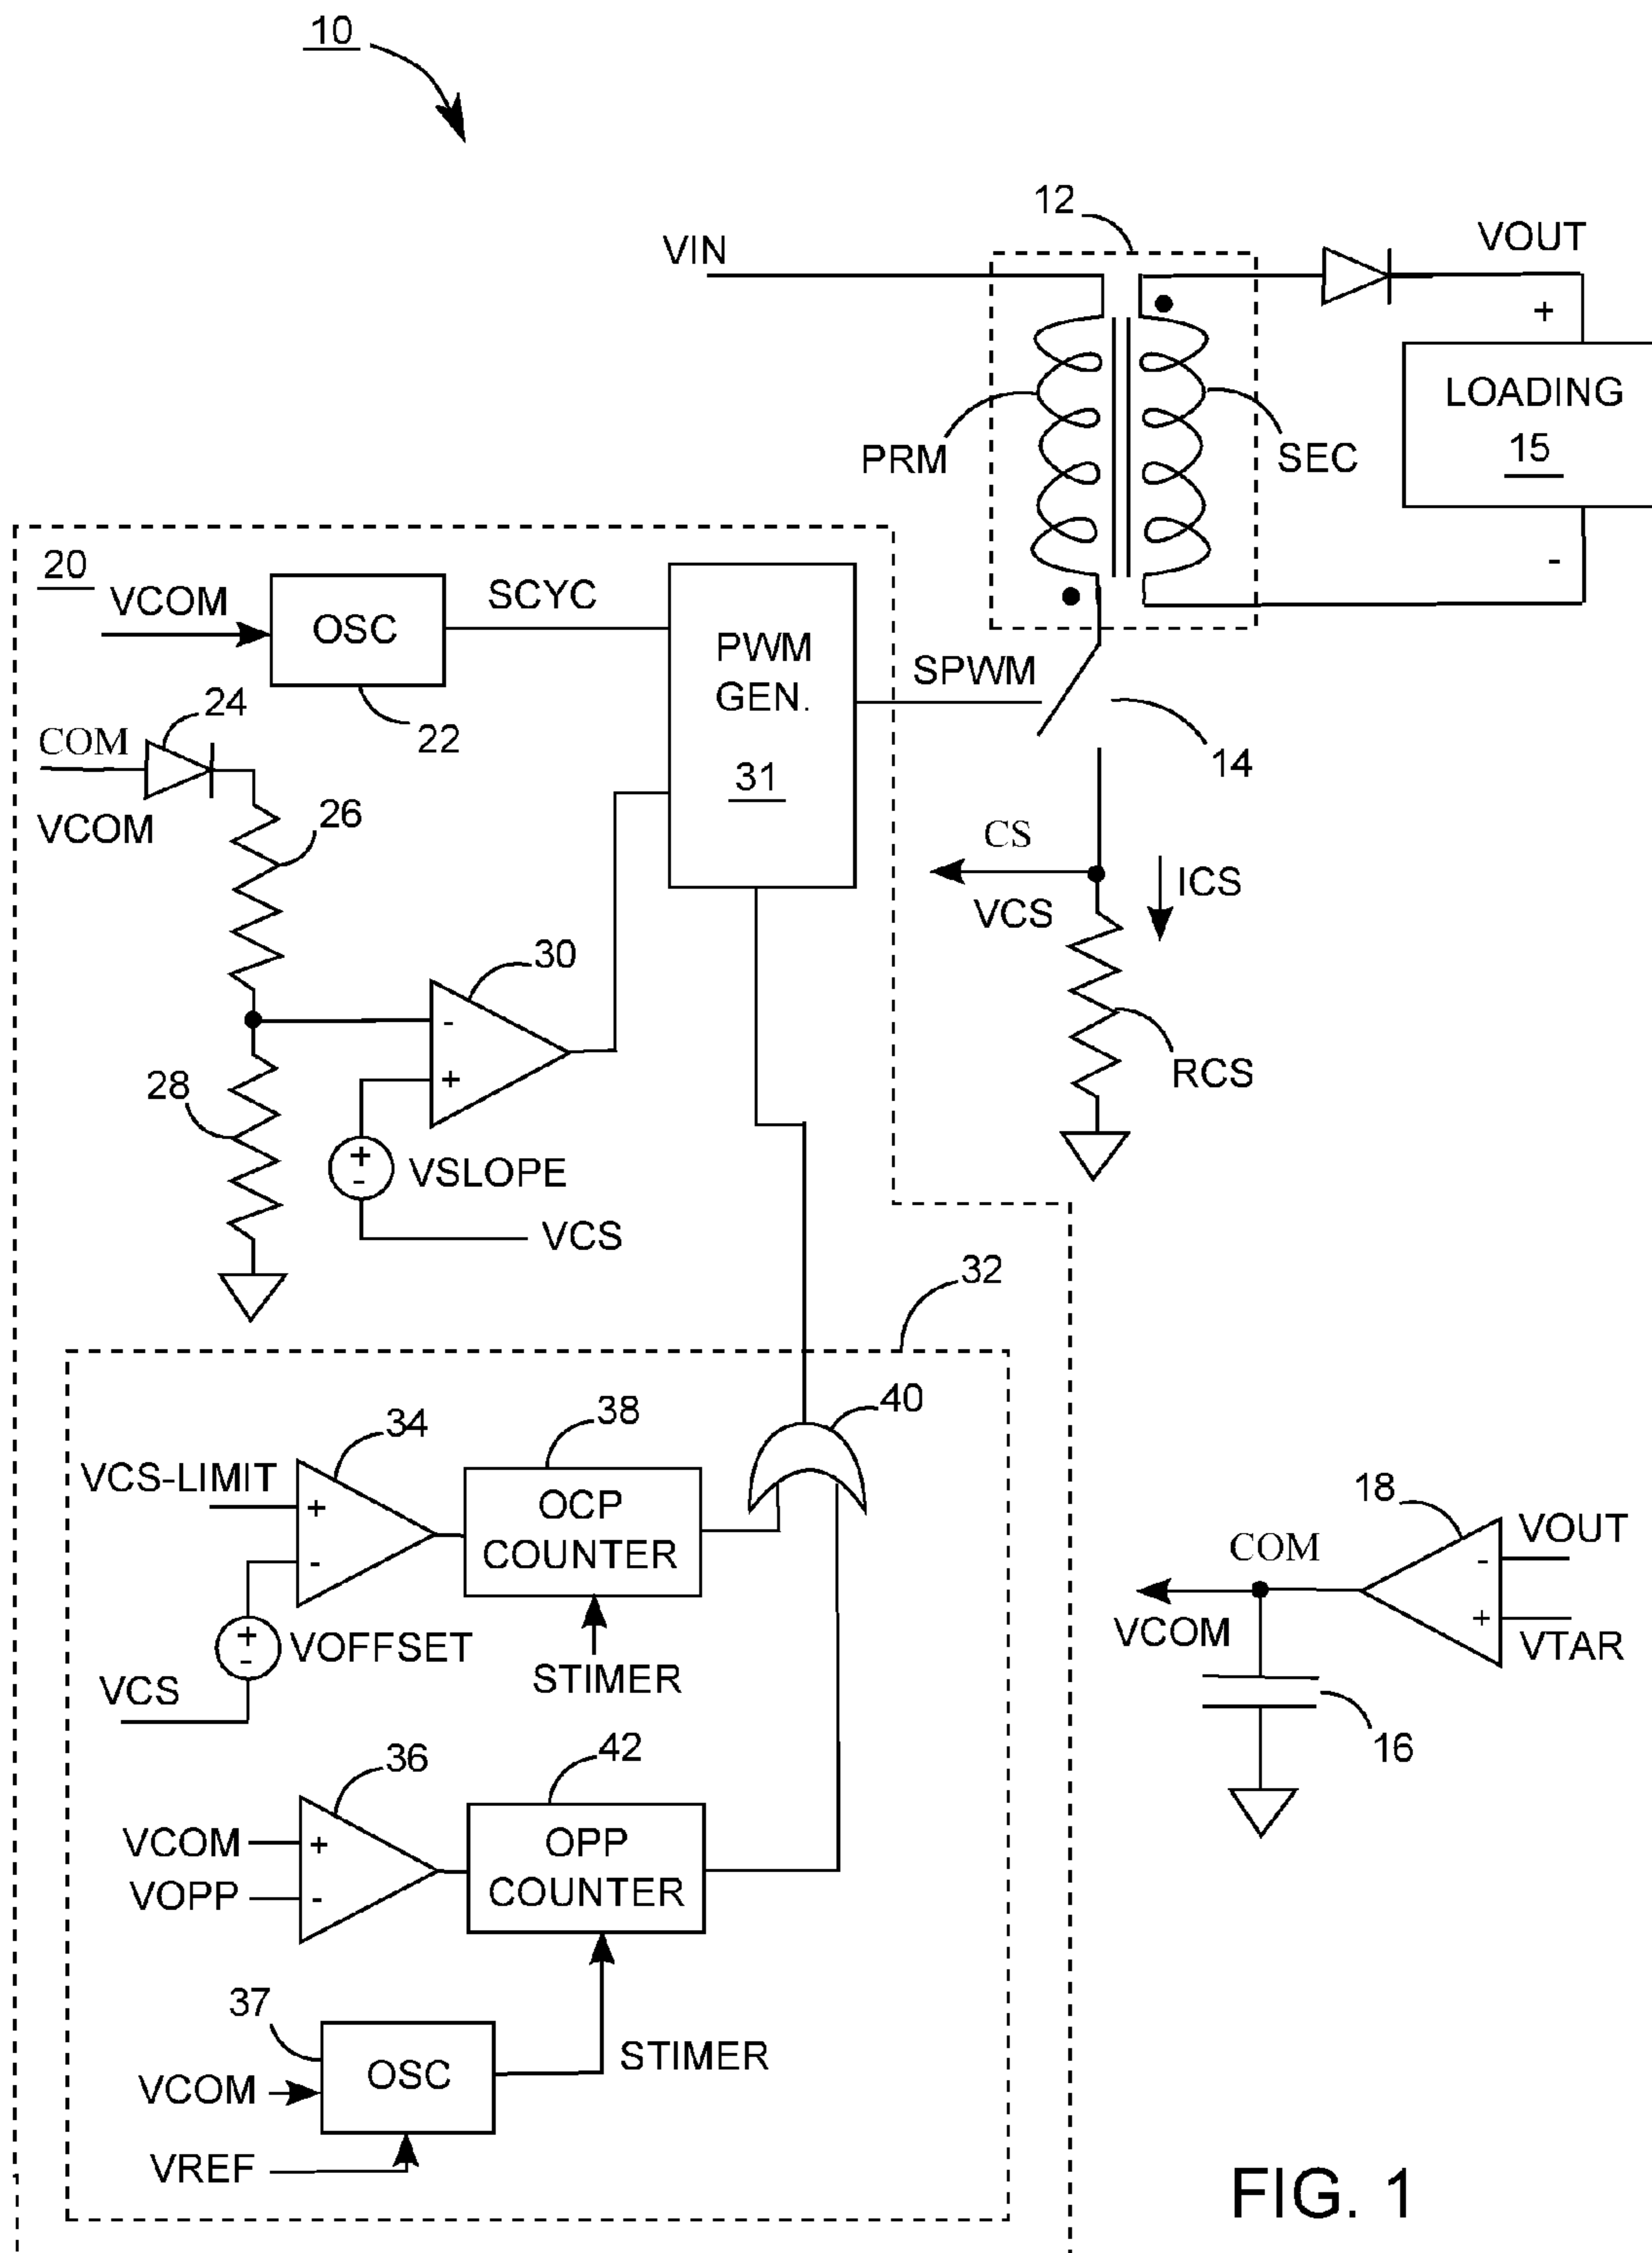 10
12
VIN
VOUT
+
LOADING
15
PRM
SEC
-
20
VCOM
OSC
SCYC
22
PWM
GEN.
31
SPWM
14
24
COM
VCOM
26
CS
VCS
ICS
RCS
30
-
+
28
+
-
VSLOPE
VCS
32
34
38
40
VCS-LIMIT
+
-
OCP
COUNTER
+
-
VOFFSET
STIMER
VCS
18
COM
VOUT
-
+
VCOM
VTAR
16
36
42
VCOM
+
VOPP
-
OPP
COUNTER
37
OSC
STIMER
VCOM
VREF
FIG. 1